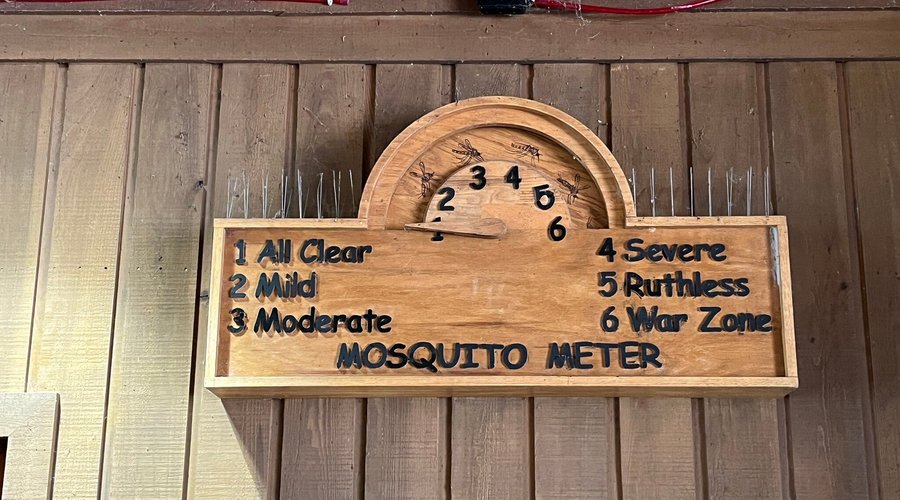 1 2 3 4 5 6
1 All Clear
2 Mild
3 Moderate
4 Severe
5 Ruthless
6 War Zone
MOSQUITO METER